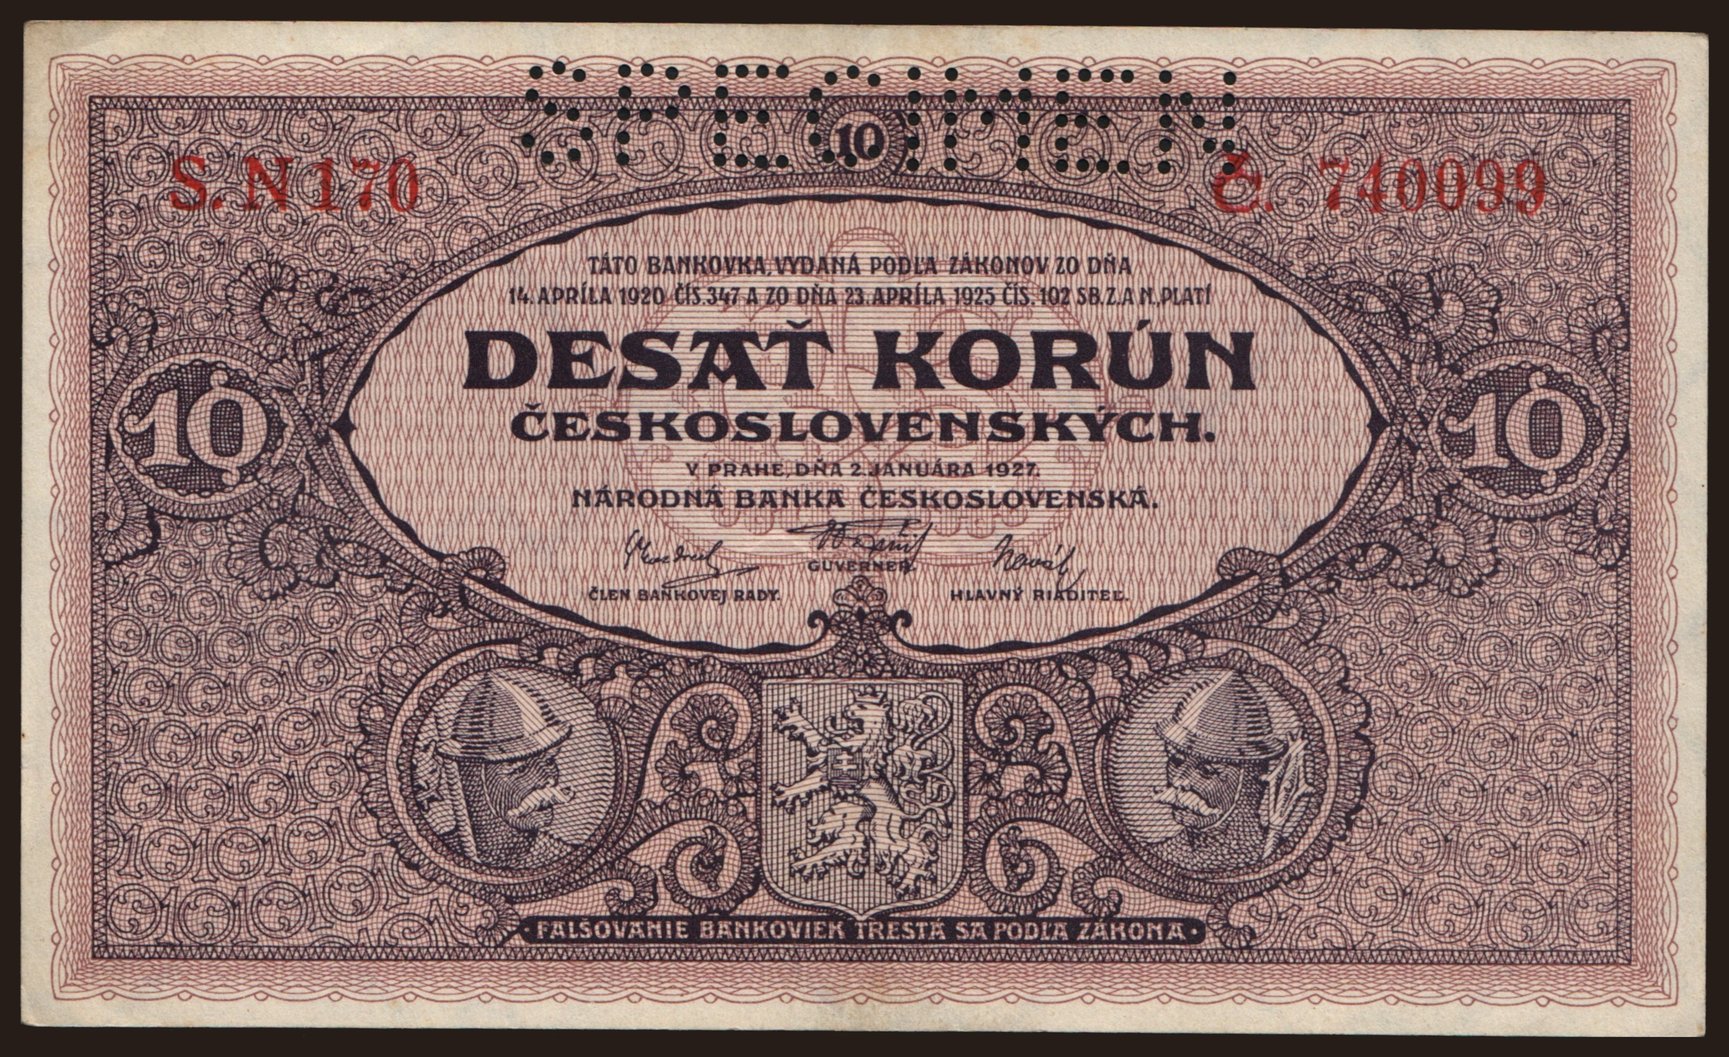 SPECIMEN
10
S. N 170
Č. 740099
TÁTO BANKOVKA, VYDANÁ PODĽA ZÁKONOV ZO DŇA
14. APRÍLA 1920 ČÍS. 347 A ZO DŇA 23. APRÍLA 1925 ČÍS. 102 SB. Z. A N. PLATÍ
DESAŤ KORÚN
ČESKOSLOVENSKÝCH.
10
10
V PRAHE, DŇA 2. JANUÁRA 1927.
NÁRODNÁ BANKA ČESKOSLOVENSKÁ.
GUVERNER.
ČLEN BAŇKOVEJ RADY.
HLAVNÝ RIADITEĽ.
FALŠOVANIE BANKOVIEK TRESTÁ SA PODĽA ZÁKONA